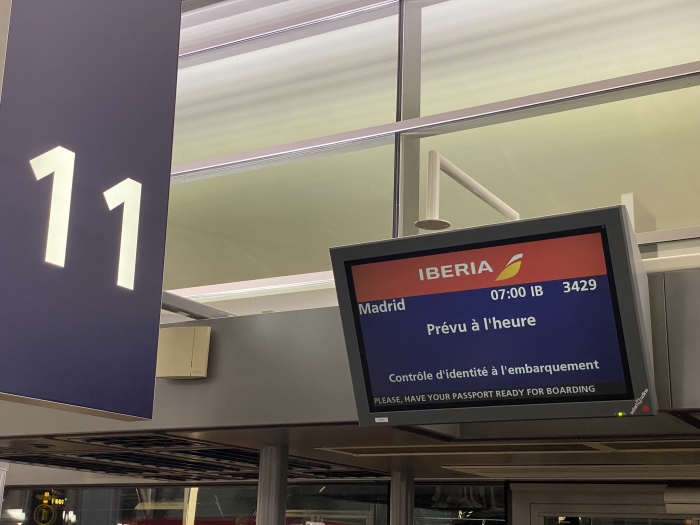 11
IBERIA
Madrid 07:00 IB 3429
Prévu à l'heure
Contrôle d'identité à l'embarquement
PLEASE, HAVE YOUR PASSPORT READY FOR BOARDING